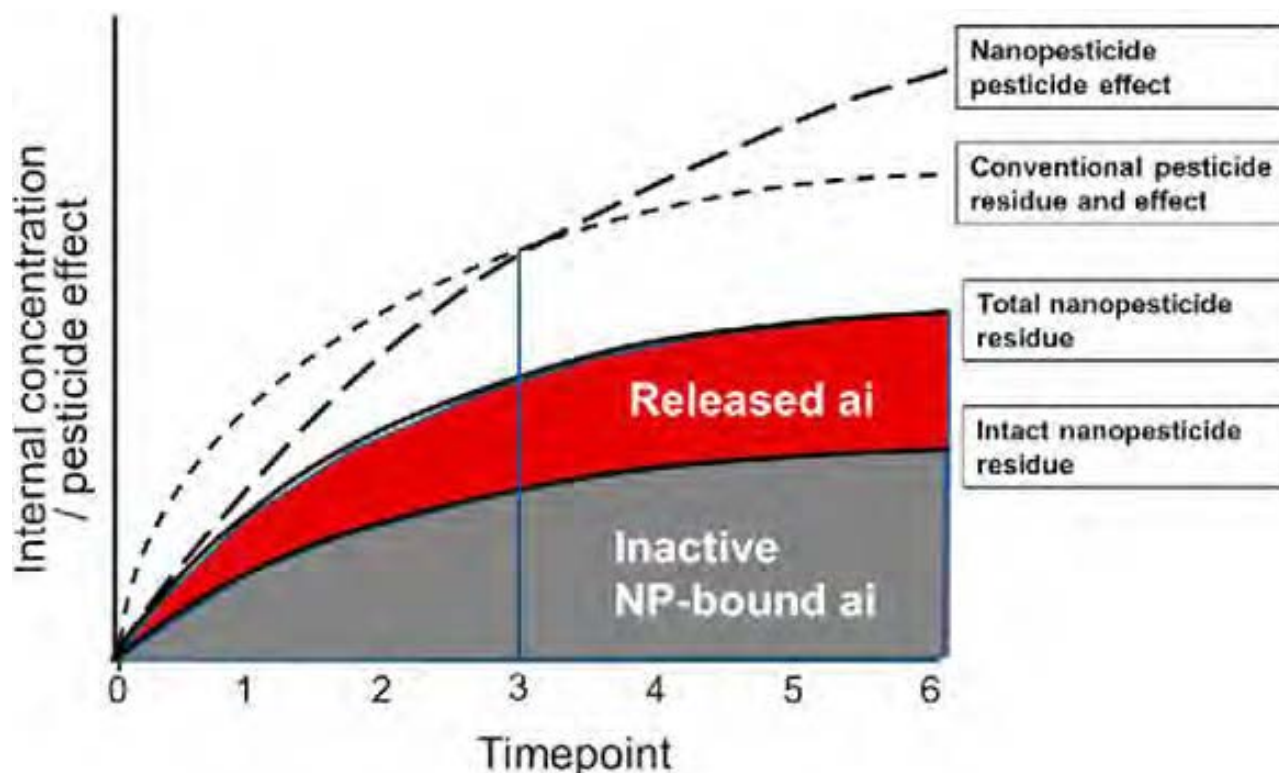 Internal concentration
/ pesticide effect
Nanopesticide
pesticide effect
Conventional pesticide
residue and effect
Total nanopesticide
residue
Intact nanopesticide
residue
Released ai
Inactive
NP-bound ai
0 1 2 3 4 5 6
Timepoint